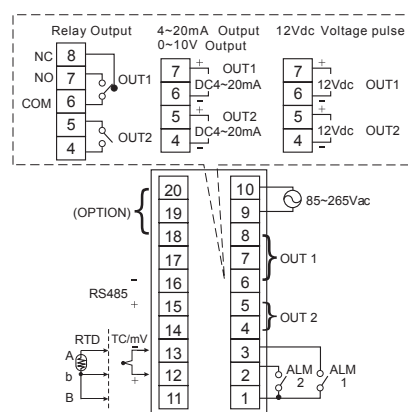 Relay Output 4~20mA Output 12Vdc Voltage pulse
0~10V Output
NC 8
NO 7 OUT1
COM 6
5 OUT2
4
7 + OUT1
6 DC4~20mA -
5 + OUT2
4 DC4~20mA -
7 +
6 12Vdc OUT1 -
5 +
4 12Vdc OUT2 -
20 10
19 9 85~265Vac
(OPTION)
18 8
17 7 OUT 1
- 16 6
RS485
+ 15 5
14 4 OUT 2
RTD TC/mV - 13 3
A
b + 12 2 ALM 2 ALM 1
B 11 1